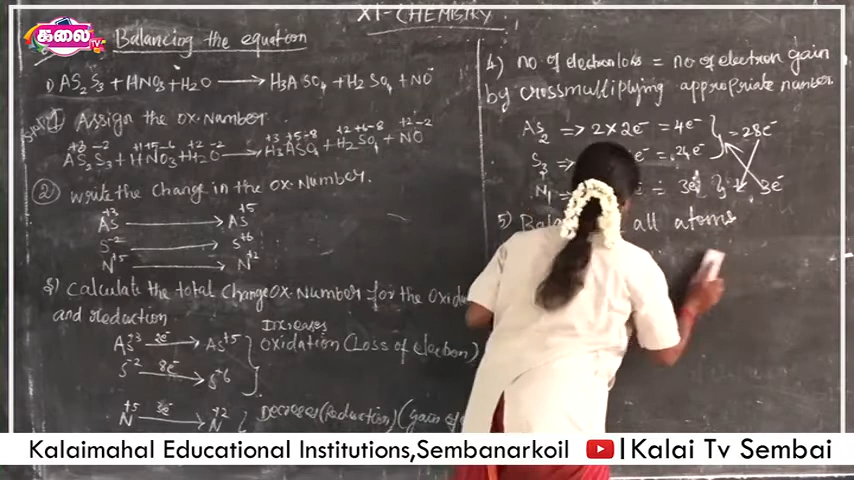 கலை TV
XI-CHEMISTRY
Balancing the equation
1) AS₂S₃ + HNO₃ + H₂O ⟶ H₃ASO₄ + H₂SO₄ + NO
① Assign the ox.Number
+3 -2 +1+5-6 +2 -2 +3 +5-8 +2+6-8 +2-2
AS₂S₃ + HNO₃ + H₂O ⟶ H₃ASO₄ + H₂SO₄ + NO
② write the change in the ox.Number.
As⁺³ ⟶ As⁺⁵
S⁻² ⟶ S⁺⁶
N⁺⁵ ⟶ N⁺²
3) Calculate the total change ox.Number for the
and reduction
As⁺³ 2e⁻⟶ As⁺⁵ Increases
S⁻² 8e⁻⟶ S⁺⁶ oxidation (Loss of electron)
N⁺⁵ 3e⁻⟶ N⁺² Decreases (Reduction) (gain of
4) no of electron loss = no of electron gain
by crossmultiplying appropriate number
As₂ => 2×2e⁻ = 4e⁻ } = 28e⁻
S₃ => e⁻ = 24e⁻
N₁ e⁻ = 3e⁻ } 3e⁻
5) all atoms
Kalaimahal Educational Institutions,Sembanarkoil | Kalai Tv Sembai